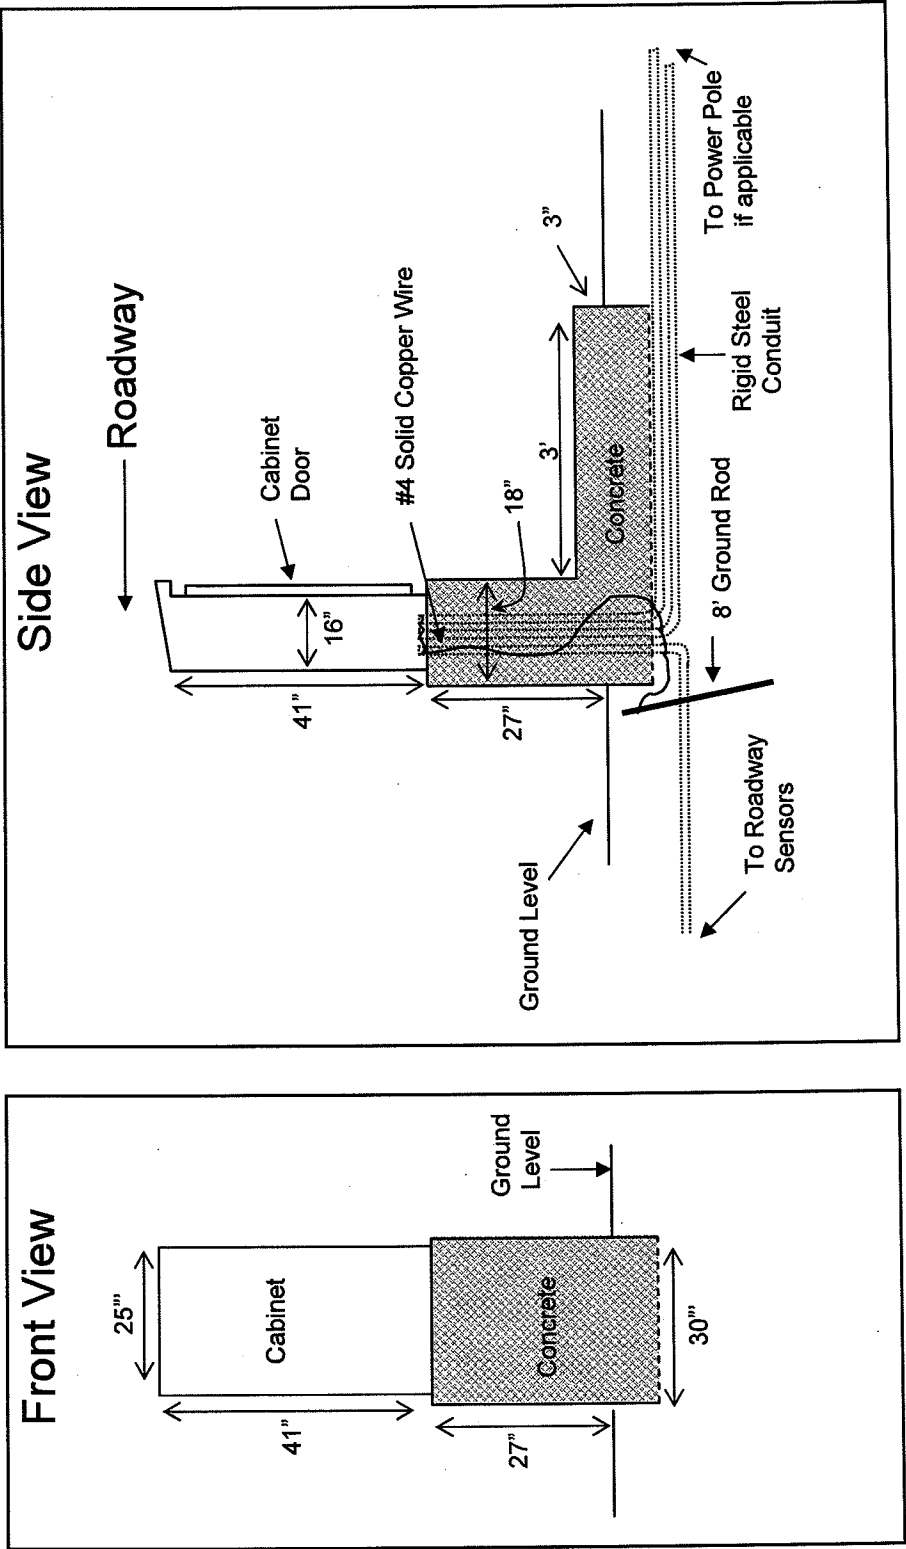 Front View
25"'
Cabinet
41"
Concrete
27"
30"'
Ground
Level
Side View
Roadway
Cabinet
Door
16"
41"
#4 Solid Copper Wire
18"
27"
3'
3"
Concrete
Ground Level
To Roadway
Sensors
8' Ground Rod
Rigid Steel
Conduit
To Power Pole
if applicable